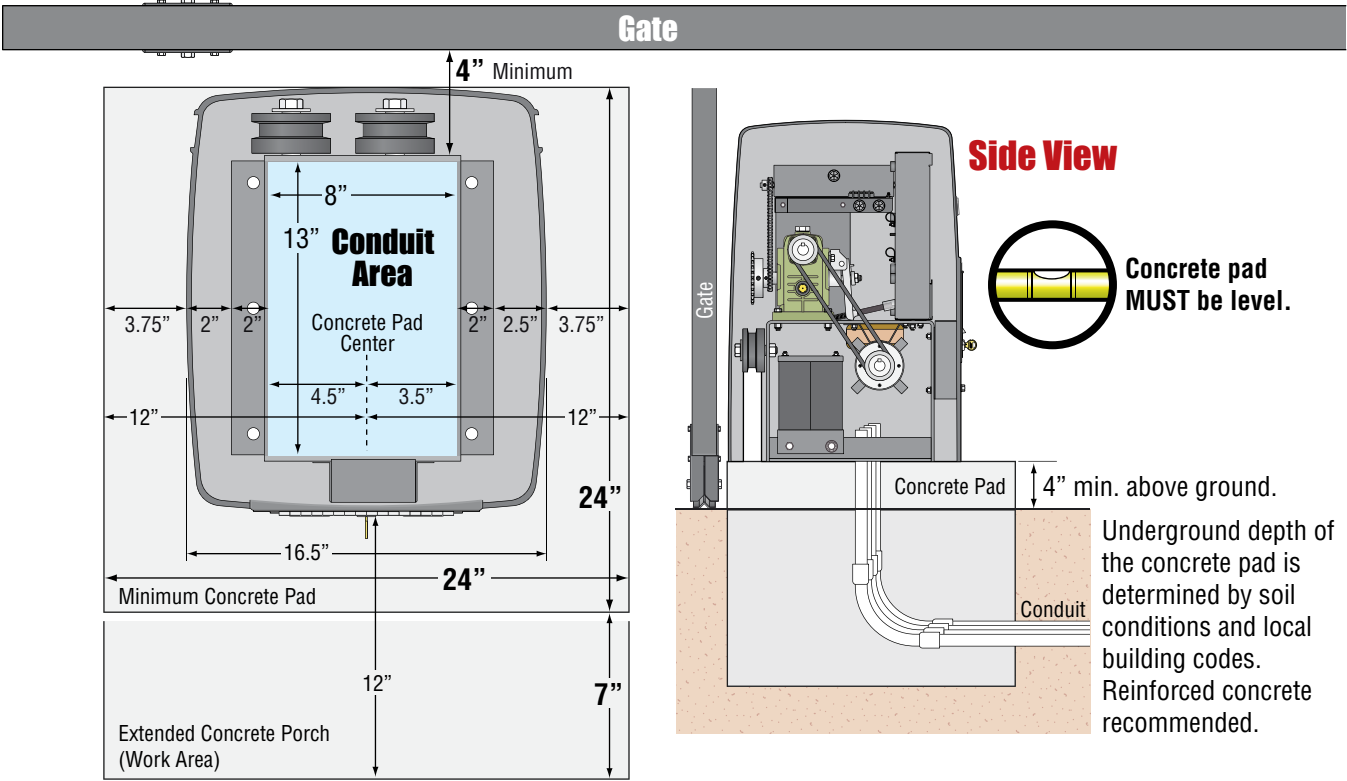 Gate
4” Minimum
8”
13”
Conduit
Area
3.75”
2”
2”
2”
2.5”
3.75”
Concrete Pad
Center
4.5”
3.5”
12”
12”
24”
16.5”
24”
Minimum Concrete Pad
12”
7”
Extended Concrete Porch
(Work Area)
Side View
Gate
Concrete pad
MUST be level.
Concrete Pad
4” min. above ground.
Underground depth of
the concrete pad is
determined by soil
conditions and local
building codes.
Reinforced concrete
recommended.
Conduit